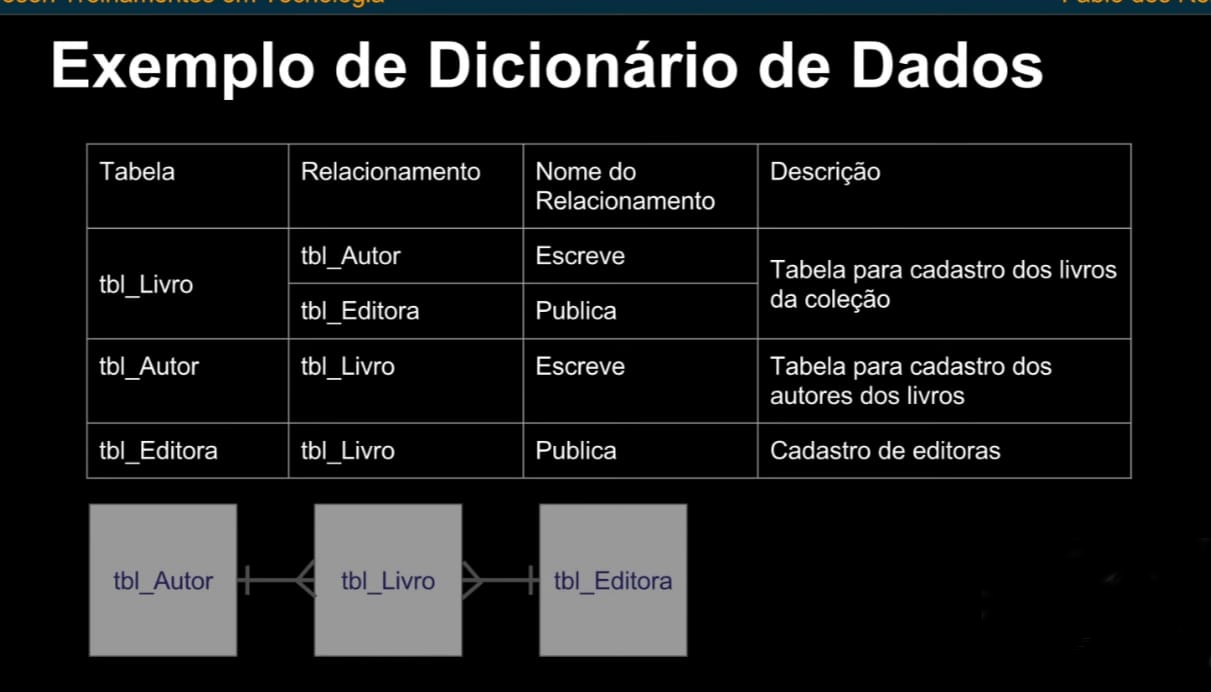 Treinamentos em Tecnologia
Exemplo de Dicionário de Dados
Tabela
Relacionamento
Nome do
Relacionamento
Descrição
tbl_Livro
tbl_Autor
Escreve
Tabela para cadastro dos livros
da coleção
tbl_Editora
Publica
tbl_Autor
tbl_Livro
Escreve
Tabela para cadastro dos
autores dos livros
tbl_Editora
tbl_Livro
Publica
Cadastro de editoras
tbl_Autor
tbl_Livro
tbl_Editora